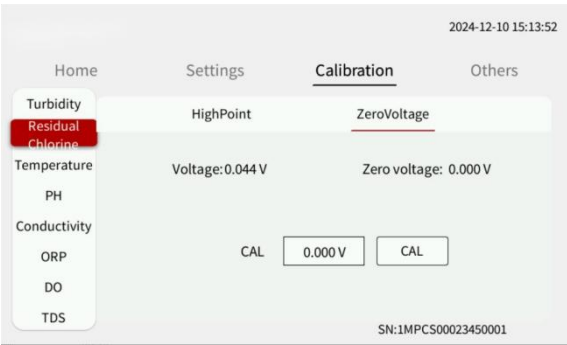 2024-12-10 15:13:52
Home Settings Calibration Others
Turbidity
Residual
Chlorine
Temperature
PH
Conductivity
ORP
DO
TDS
HighPoint ZeroVoltage
Voltage:0.044 V Zero voltage: 0.000 V
CAL 0.000 V CAL
SN:1MPCS00023450001